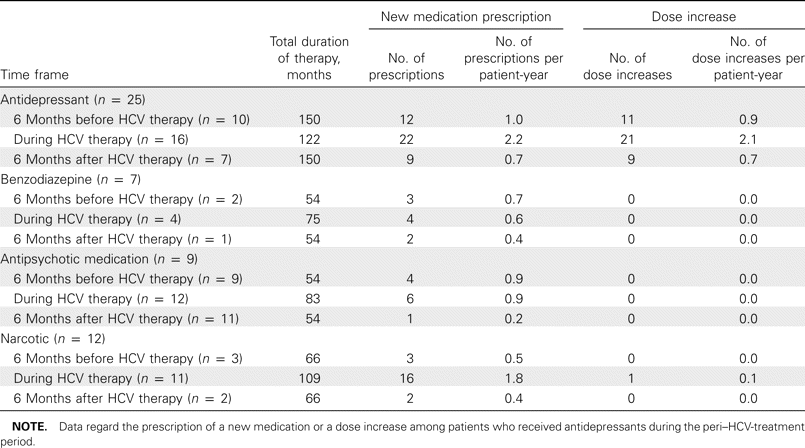 New medication prescription Dose increase
Total duration No. of No. of
of therapy, No. of prescriptions per No. of dose increases per
Time frame months prescriptions patient-year dose increases patient-year
Antidepressant (n = 25)
6 Months before HCV therapy (n = 10) 150 12 1.0 11 0.9
During HCV therapy (n = 16) 122 22 2.2 21 2.1
6 Months after HCV therapy (n = 7) 150 9 0.7 9 0.7
Benzodiazepine (n = 7)
6 Months before HCV therapy (n = 2) 54 3 0.7 0 0.0
During HCV therapy (n = 4) 75 4 0.6 0 0.0
6 Months after HCV therapy (n = 1) 54 2 0.4 0 0.0
Antipsychotic medication (n = 9)
6 Months before HCV therapy (n = 9) 54 4 0.9 0 0.0
During HCV therapy (n = 12) 83 6 0.9 0 0.0
6 Months after HCV therapy (n = 11) 54 1 0.2 0 0.0
Narcotic (n = 12)
6 Months before HCV therapy (n = 3) 66 3 0.5 0 0.0
During HCV therapy (n = 11) 109 16 1.8 1 0.1
6 Months after HCV therapy (n = 2) 66 2 0.4 0 0.0
NOTE. Data regard the prescription of a new medication or a dose increase among patients who received antidepressants during the peri–HCV-treatment
period.